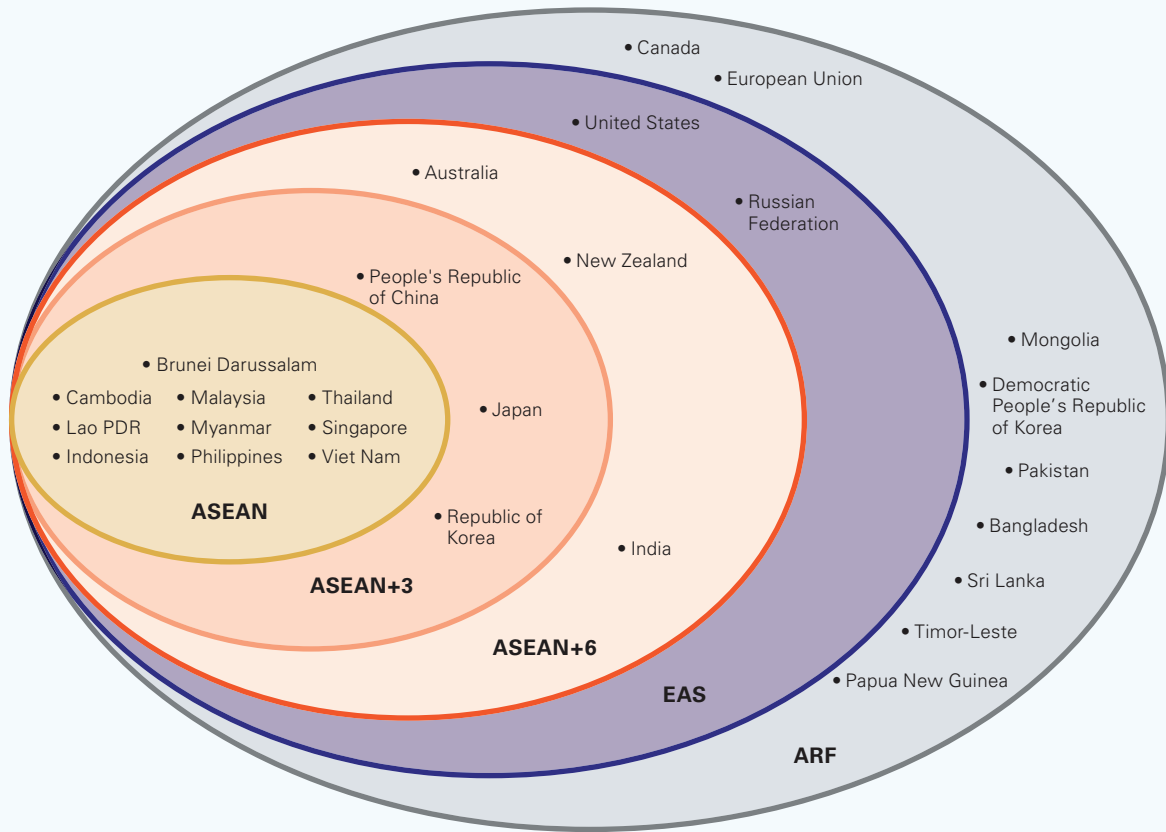 • Canada
• European Union
• United States
• Australia
• Russian
Federation
• New Zealand
• People's Republic
of China
• Mongolia
• Brunei Darussalam
• Democratic
People's Republic
of Korea
• Cambodia • Malaysia • Thailand
• Japan
• Lao PDR • Myanmar • Singapore
• Indonesia • Philippines • Viet Nam
• Pakistan
ASEAN
• Republic of
Korea
• Bangladesh
• India
ASEAN+3
• Sri Lanka
• Timor-Leste
ASEAN+6
• Papua New Guinea
EAS
ARF